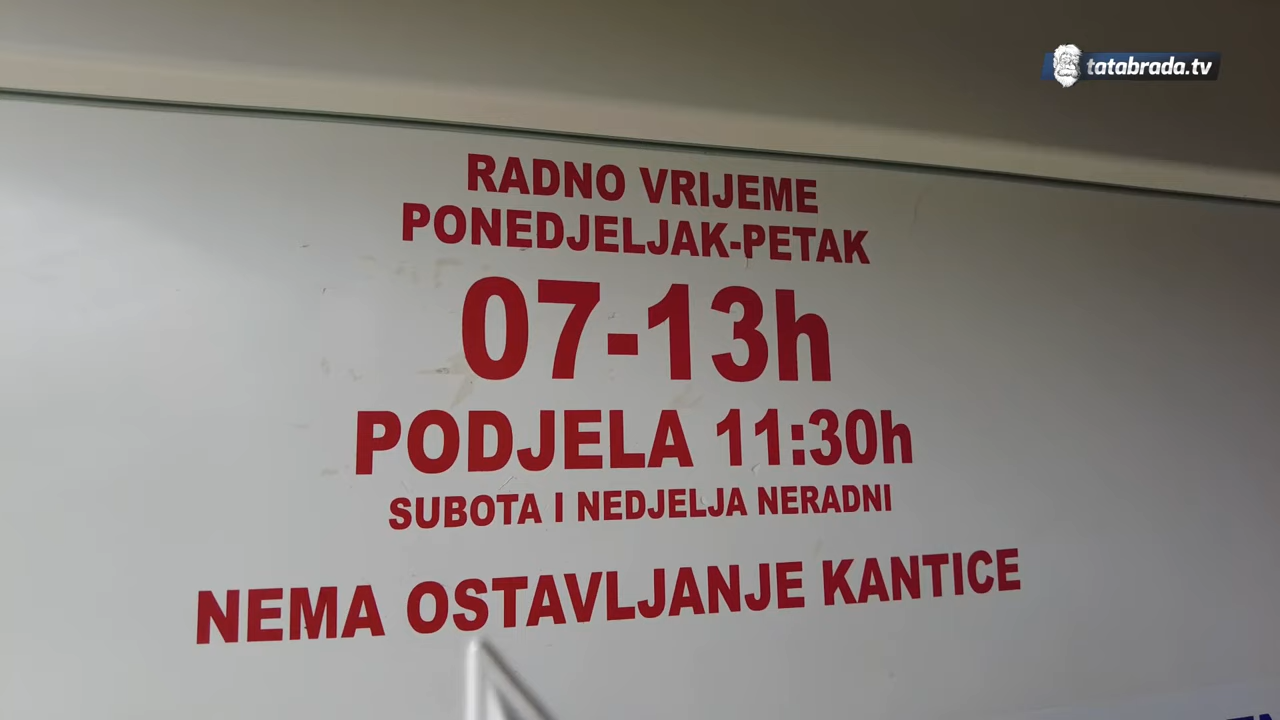 tatabrada.tv
RADNO VRIJEME
PONEDJELJAK-PETAK
07-13h
PODJELA 11:30h
SUBOTA I NEDJELJA NERADNI
NEMA OSTAVLJANJE KANTICE